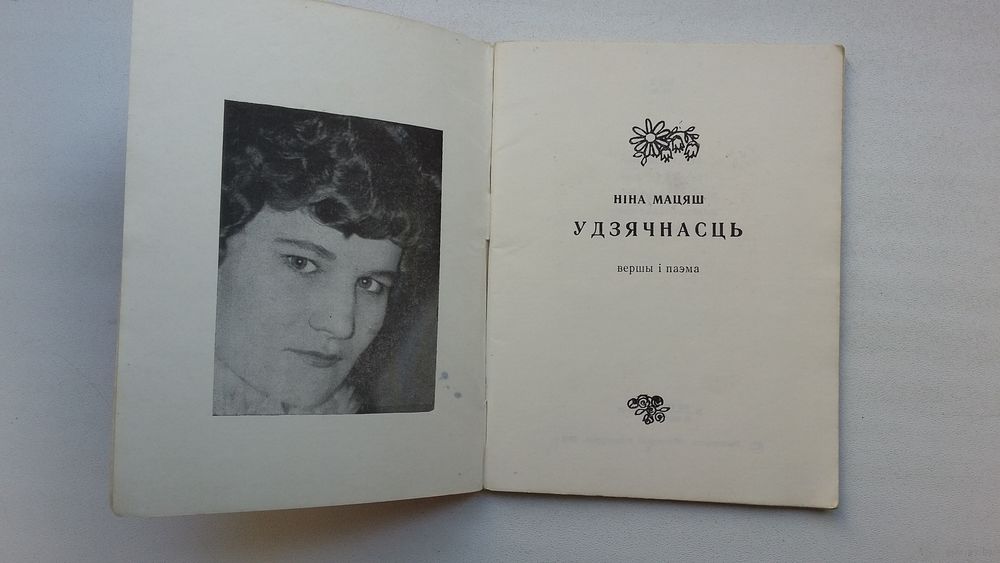 НІНА МАЦЯШ
УДЗЯЧНАСЦЬ
вершы і паэма